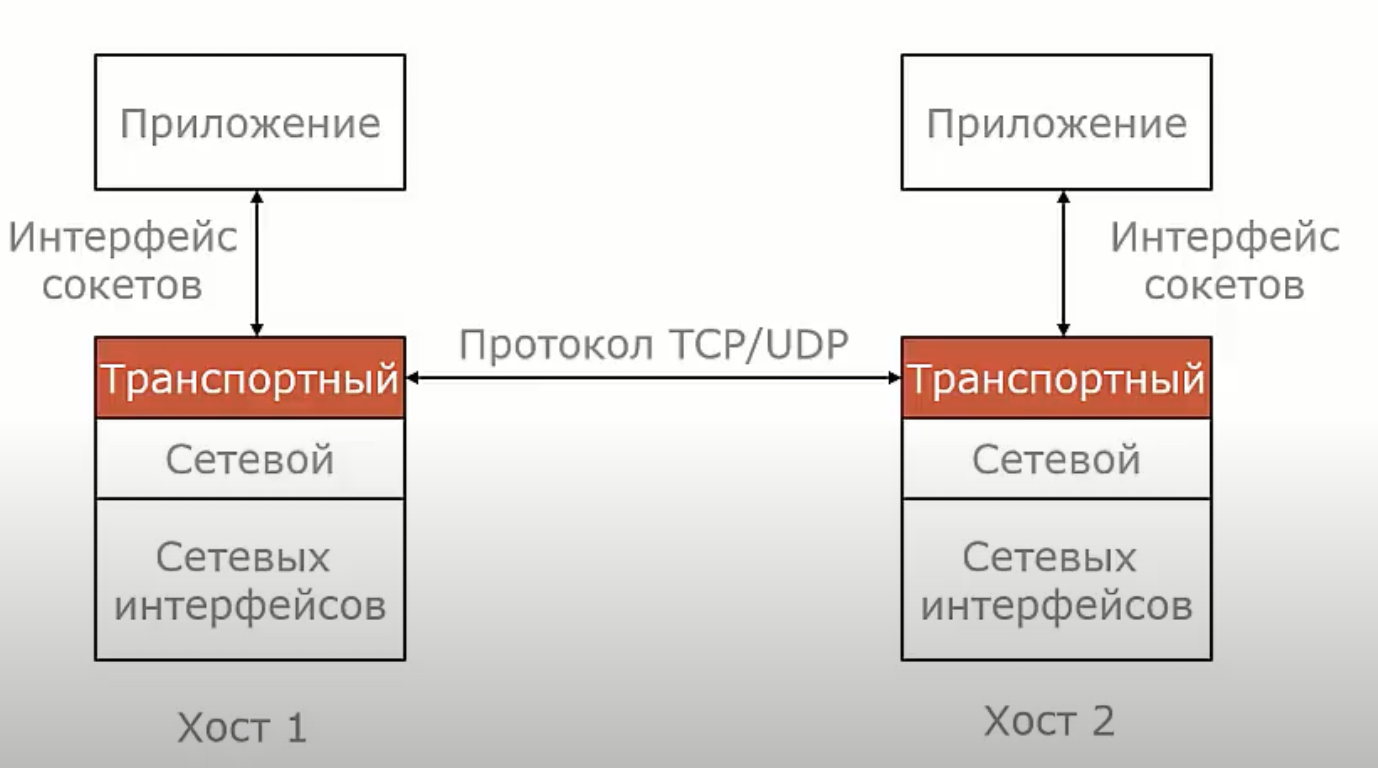 Приложение
Приложение
Интерфейс
сокетов
Интерфейс
сокетов
Протокол TCP/UDP
Транспортный
Транспортный
Сетевой
Сетевой
Сетевых
интерфейсов
Сетевых
интерфейсов
Хост 1
Хост 2